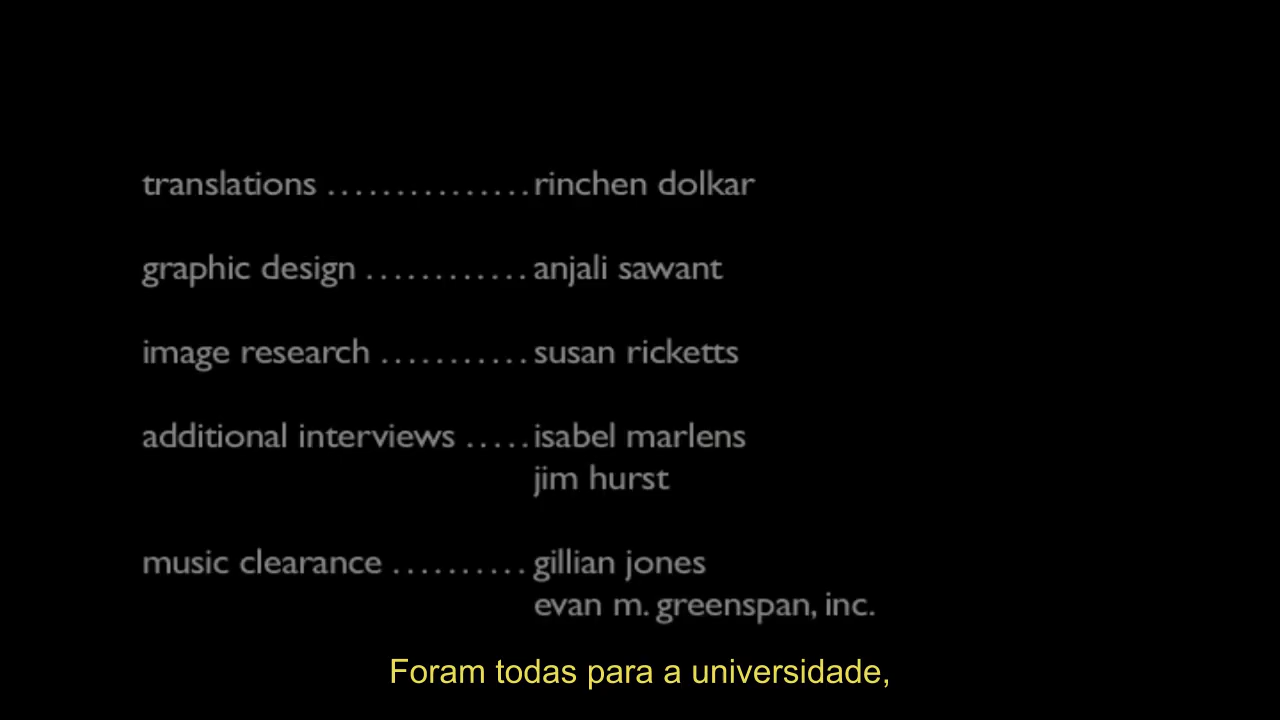 translations ............... rinchen dolkar
graphic design ............ anjali sawant
image research ........... susan ricketts
additional interviews ..... isabel marlens
jim hurst
music clearance .......... gillian jones
evan m. greenspan, inc.
Foram todas para a universidade,